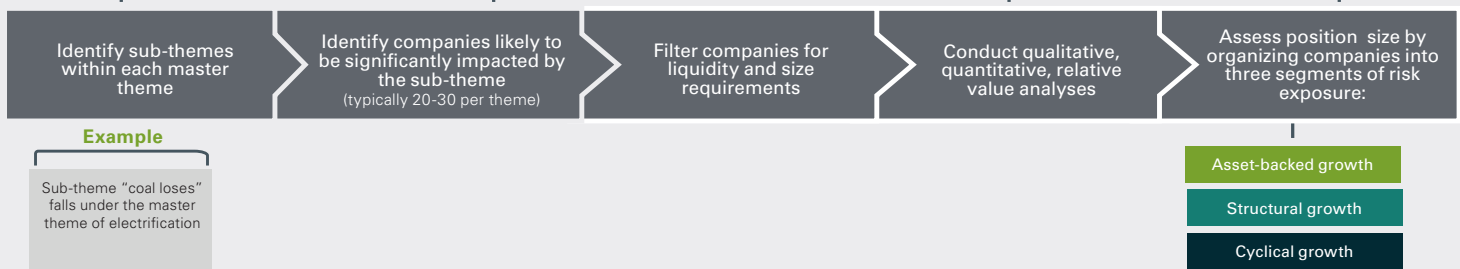 Identify sub-themes
within each master
theme
Identify companies likely to
be significantly impacted by
the sub-theme
(typically 20-30 per theme)
Filter companies for
liquidity and size
requirements
Conduct qualitative,
quantitative, relative
value analyses
Assess position size by
organizing companies into
three segments of risk
exposure:
Example
Sub-theme “coal loses”
falls under the master
theme of electrification
Asset-backed growth
Structural growth
Cyclical growth